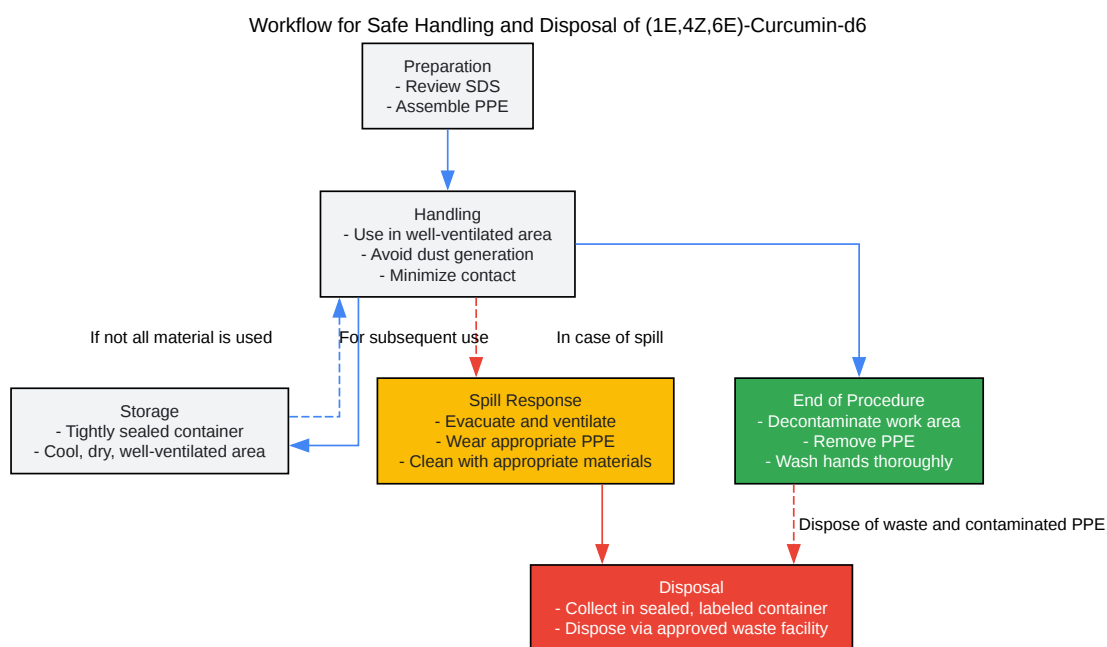 Workflow for Safe Handling and Disposal of (1E,4Z,6E)-Curcumin-d6
Preparation
- Review SDS
- Assemble PPE
Handling
- Use in well-ventilated area
- Avoid dust generation
- Minimize contact
If not all material is used
For subsequent use
In case of spill
Storage
- Tightly sealed container
- Cool, dry, well-ventilated area
Spill Response
- Evacuate and ventilate
- Wear appropriate PPE
- Clean with appropriate materials
End of Procedure
- Decontaminate work area
- Remove PPE
- Wash hands thoroughly
Dispose of waste and contaminated PPE
Disposal
- Collect in sealed, labeled container
- Dispose via approved waste facility